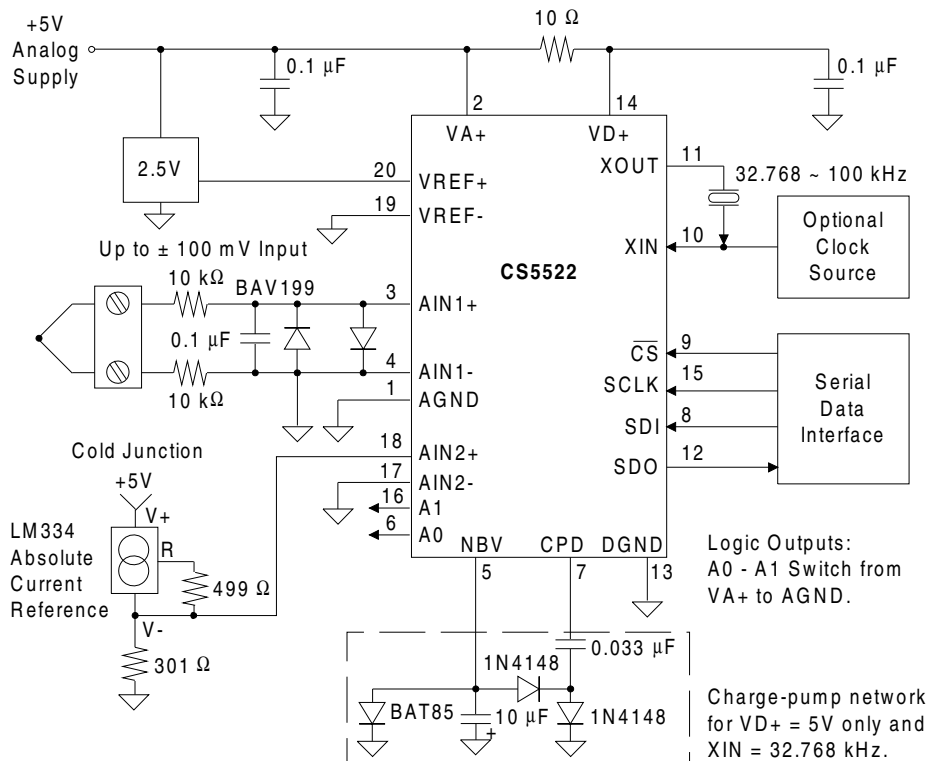 +5V
Analog
Supply
10 Ω
0.1 µF
0.1 µF
2
14
VA+
VD+
2.5V
20
VREF+
19
VREF-
XOUT
11
32.768 ~ 100 kHz
XIN
10
Optional
Clock
Source
CS5522
Up to ± 100 mV Input
10 kΩ
BAV199
3
AIN1+
0.1 µF
4
AIN1-
10 kΩ
1
AGND
CS
9
SCLK
15
SDI
8
SDO
12
Serial
Data
Interface
18
AIN2+
17
AIN2-
16
A1
6
A0
Cold Junction
+5V
V+
LM334
Absolute
Current
Reference
R
499 Ω
V-
301 Ω
NBV
CPD
DGND
5
7
13
Logic Outputs:
A0 - A1 Switch from
VA+ to AGND.
0.033 µF
1N4148
BAT85
10 µF
+
1N4148
Charge-pump network
for VD+ = 5V only and
XIN = 32.768 kHz.